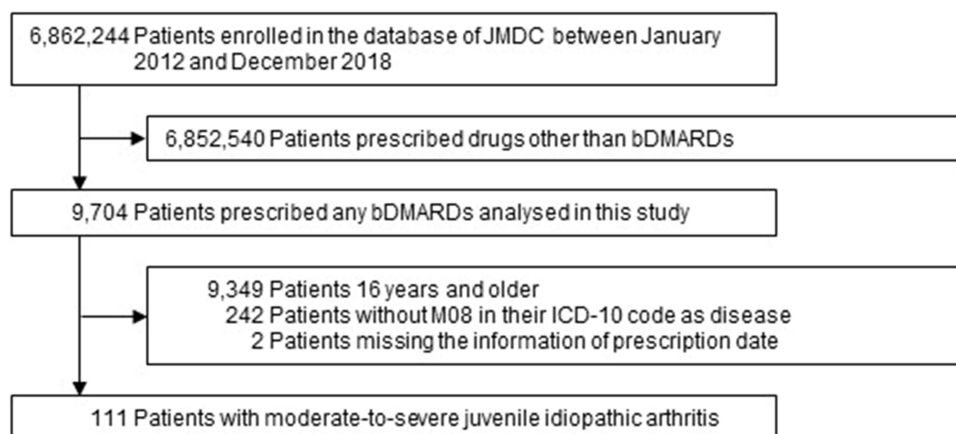 6,862,244 Patients enrolled in the database of JMDC between January
2012 and December 2018
6,852,540 Patients prescribed drugs other than bDMARDs
9,704 Patients prescribed any bDMARDs analysed in this study
9,349 Patients 16 years and older
242 Patients without M08 in their ICD-10 code as disease
2 Patients missing the information of prescription date
111 Patients with moderate-to-severe juvenile idiopathic arthritis